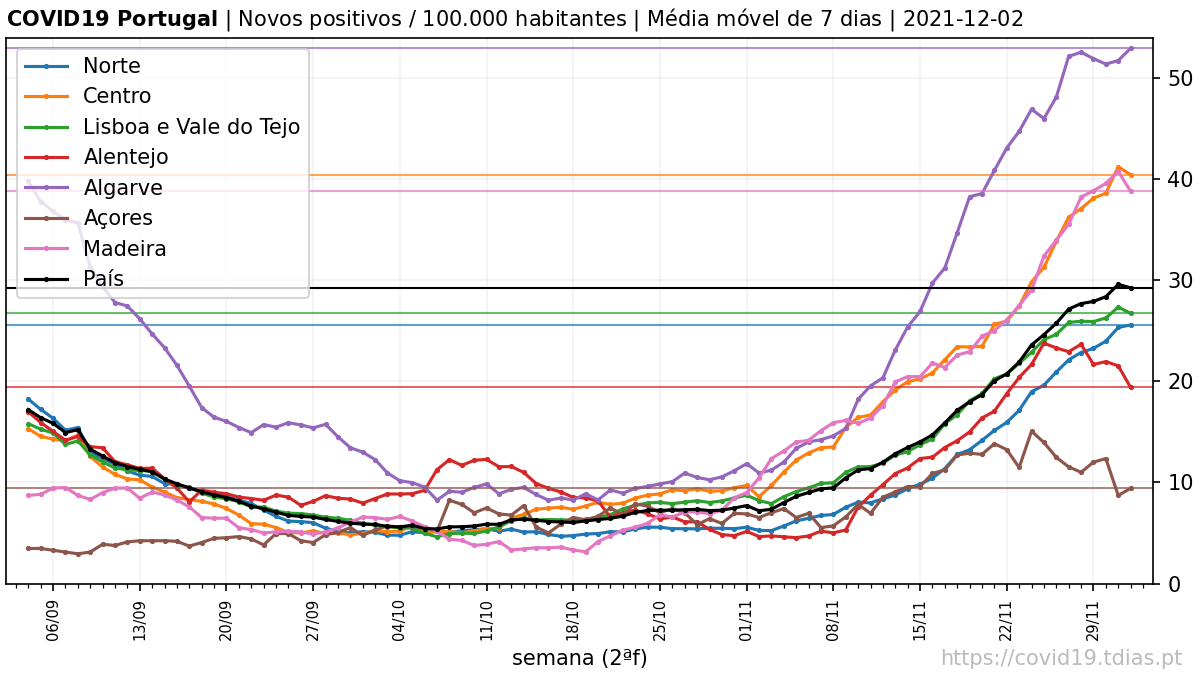 COVID19 Portugal | Novos positivos / 100.000 habitantes | Média móvel de 7 dias | 2021-12-02
Norte
Centro
Lisboa e Vale do Tejo
Alentejo
Algarve
Açores
Madeira
País
50
40
30
20
10
0
06/09 13/09 20/09 27/09 04/10 11/10 18/10 25/10 01/11 08/11 15/11 22/11 29/11
semana (2ªf)
https://covid19.tdias.pt